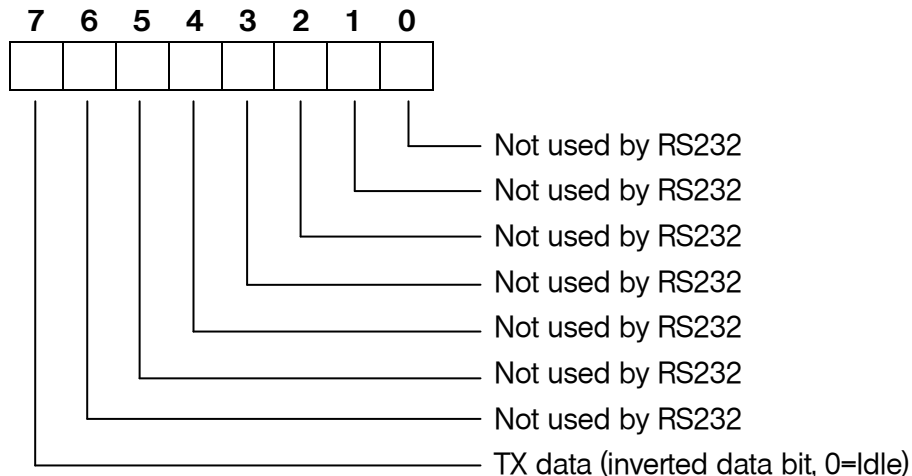 7 6 5 4 3 2 1 0
Not used by RS232
Not used by RS232
Not used by RS232
Not used by RS232
Not used by RS232
Not used by RS232
Not used by RS232
TX data (inverted data bit, 0=Idle)